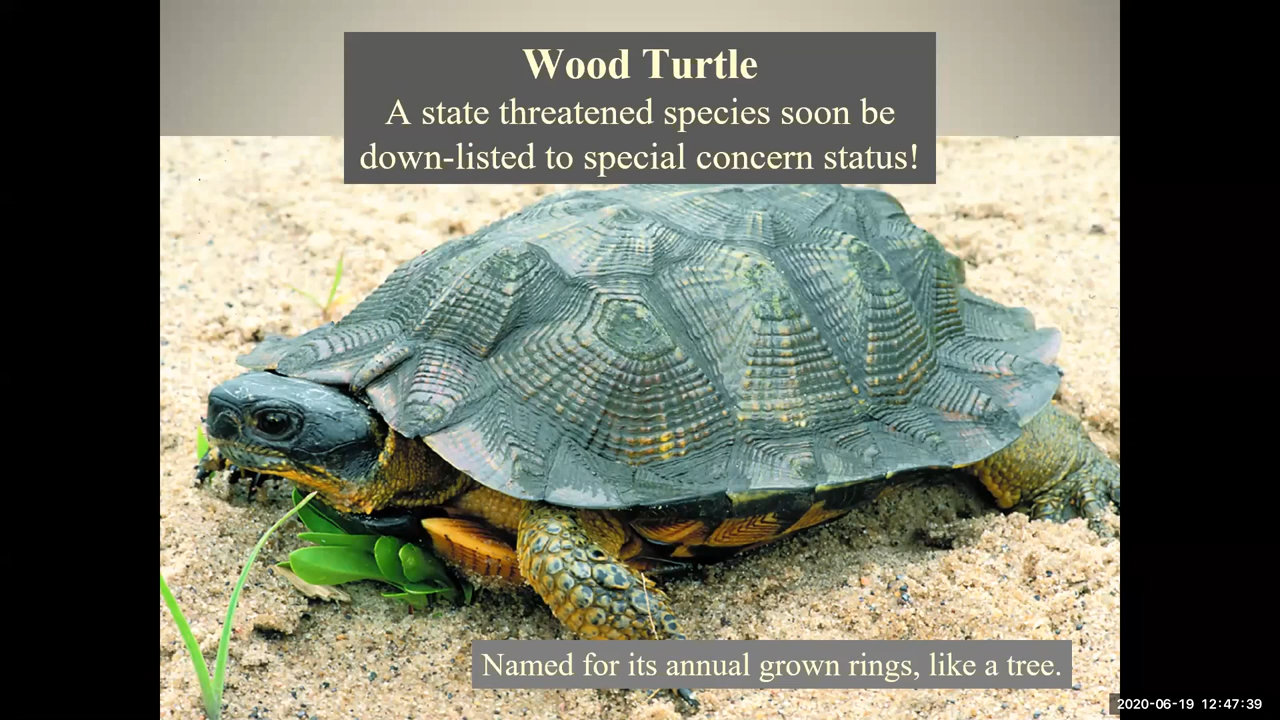 Wood Turtle
A state threatened species soon be
down-listed to special concern status!
Named for its annual grown rings, like a tree.
2020-06-19 12:47:39